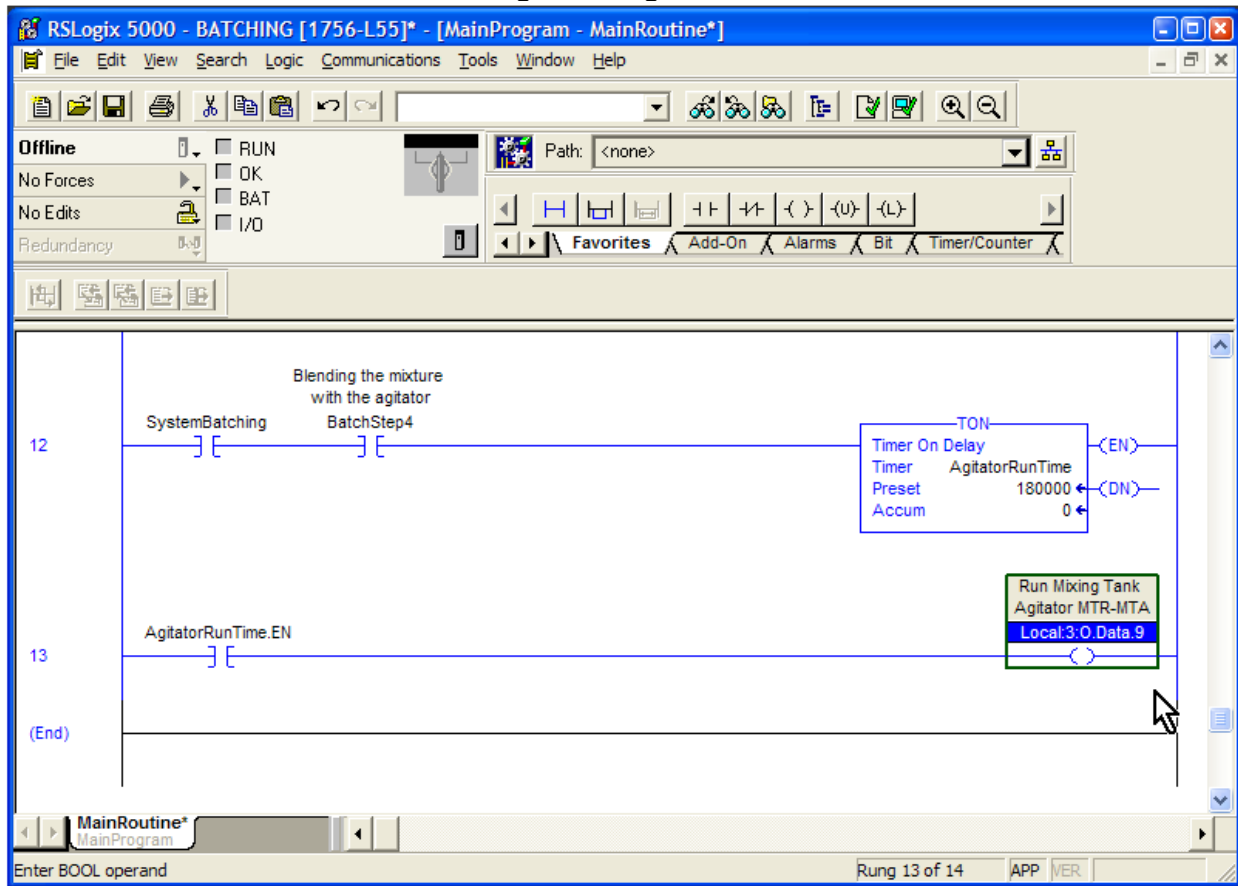 RSLogix 5000 - BATCHING [1756-L55]* - [MainProgram - MainRoutine*]
File Edit View Search Logic Communications Tools Window Help
Offline
RUN
No Forces
OK
No Edits
BAT
Redundancy
I/O
Path: <none>
Favorites Add-On Alarms Bit Timer/Counter
Blending the mixture
with the agitator
SystemBatching BatchStep4
12
TON
Timer On Delay
Timer AgitatorRunTime
Preset 180000
Accum 0
EN
DN
Run Mixing Tank
Agitator MTR-MTA
Local:3:O.Data.9
AgitatorRunTime.EN
13
(End)
MainRoutine*
MainProgram
Enter BOOL operand
Rung 13 of 14 APP VER